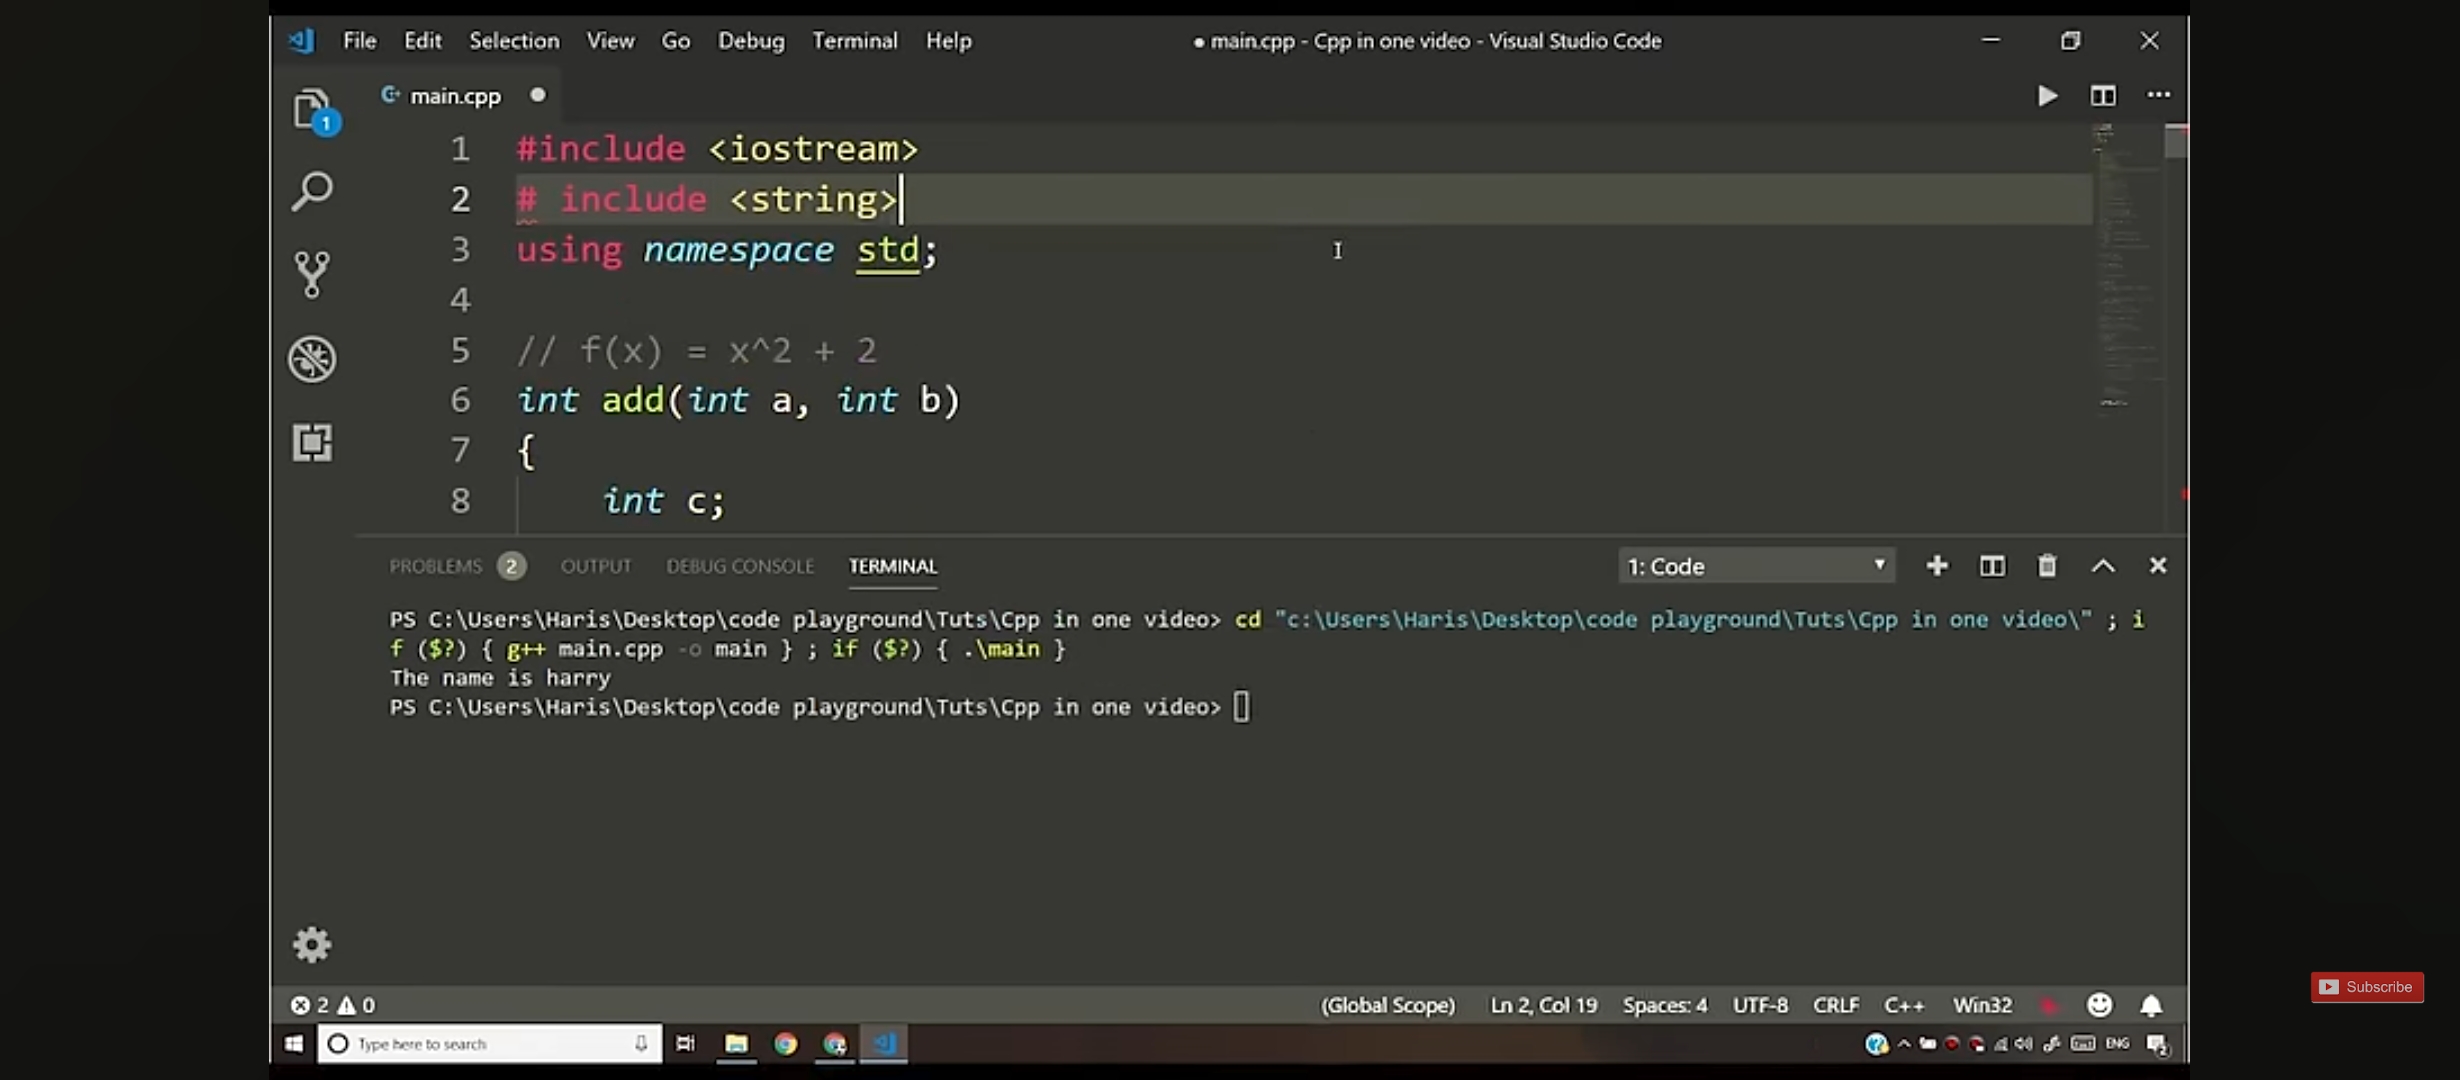 File Edit Selection View Go Debug Terminal Help ● main.cpp - Cpp in one video - Visual Studio Code
main.cpp
1
1 #include <iostream>
2 # include <string>
3 using namespace std;
4
5 // f(x) = x^2 + 2
6 int add(int a, int b)
7 {
8 int c;
PROBLEMS 2 OUTPUT DEBUG CONSOLE TERMINAL 1: Code
PS C:\Users\Haris\Desktop\code playground\Tuts\Cpp in one video> cd "c:\Users\Haris\Desktop\code playground\Tuts\Cpp in one video\" ; i
f ($?) { g++ main.cpp -o main } ; if ($?) { .\main }
The name is harry
PS C:\Users\Haris\Desktop\code playground\Tuts\Cpp in one video>
Subscribe
2 0 (Global Scope) Ln 2, Col 19 Spaces: 4 UTF-8 CRLF C++ Win32
Type here to search ENG 2